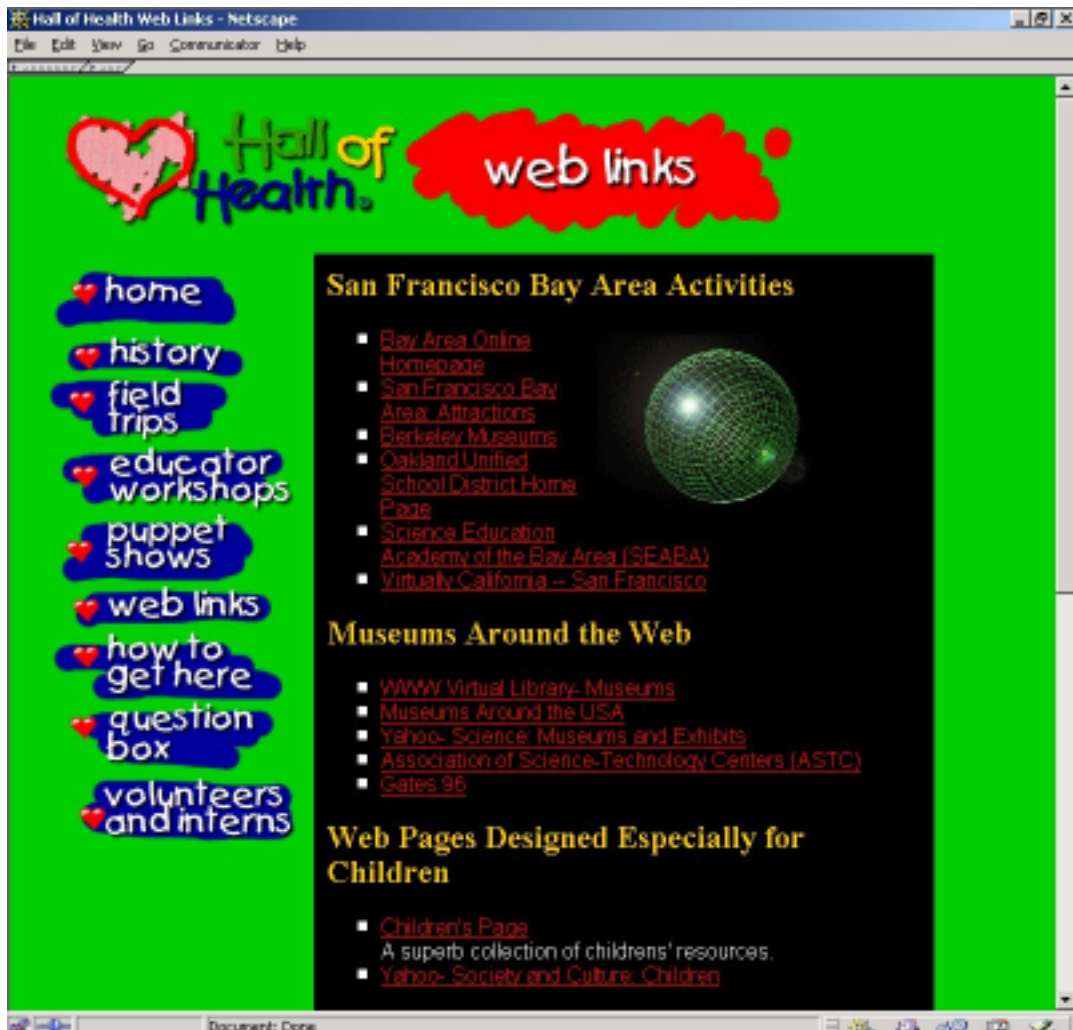 Hall of Health Web Links - Netscape
File Edit View Go Communicator Help
Hall of
Health
web links
home
history
field
trips
educator
workshops
puppet
shows
web links
how to
get here
question
box
volunteers
and interns
San Francisco Bay Area Activities
Bay Area Online
Homepage
San Francisco Bay
Area: Attractions
Berkeley Museums
Oakland Unified
School District Home
Page
Science Education
Academy of the Bay Area (SEABA)
Virtually California -- San Francisco
Museums Around the Web
WWW Virtual Library- Museums
Museums Around the USA
Yahoo- Science: Museums and Exhibits
Association of Science-Technology Centers (ASTC)
Gates 96
Web Pages Designed Especially for
Children
Children's Page
A superb collection of childrens' resources.
Yahoo- Society and Culture: Children
Document: Done